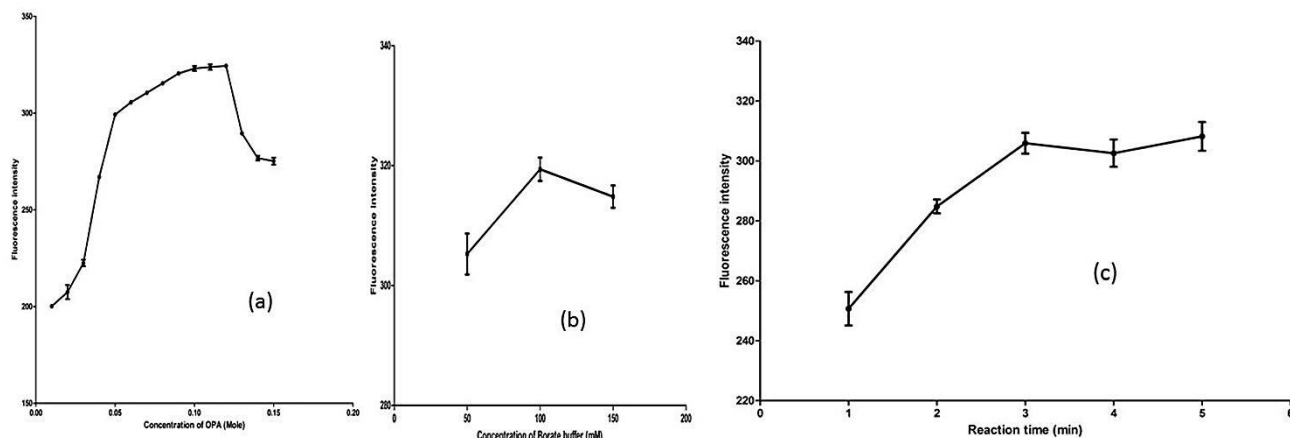 350
300
250
200
150
Fluorescence intensity
(a)
0.00 0.05 0.10 0.15 0.20
Concentration of OPA (Mole)
340
320
300
280
Fluorescence intensity
(b)
50 100 150 200
Concentration of Borate buffer (mM)
340
320
300
280
260
240
220
Fluorescence intensity
(c)
0 1 2 3 4 5 6
Reaction time (min)